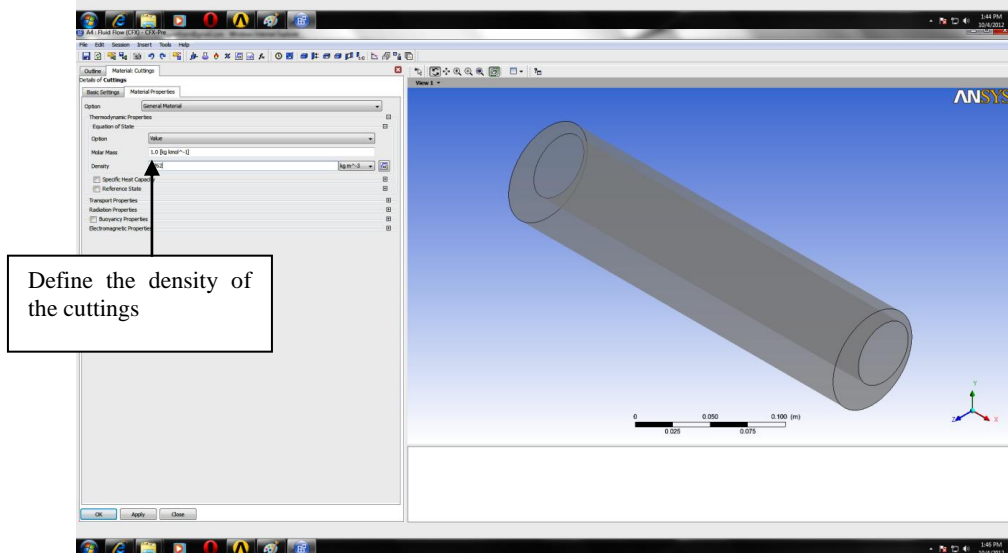 1:44 PM
10/4/2012
A4 : Fluid Flow (CFX) - CFX-Pre
File Edit Session Insert Tools Help
Outline Material: Cuttings
Details of Cuttings
Basic Settings Material Properties
Option General Material
Thermodynamic Properties
Equation of State
Option Value
Molar Mass 1.0 [kg kmol^-1]
Density kg m^-3
Specific Heat Capacity
Reference State
Transport Properties
Radiation Properties
Buoyancy Properties
Electromagnetic Properties
OK Apply Close
View 1
ANSYS
Define the density of
the cuttings
0 0.050 0.100 (m)
0.025 0.075
Y
Z X
1:46 PM